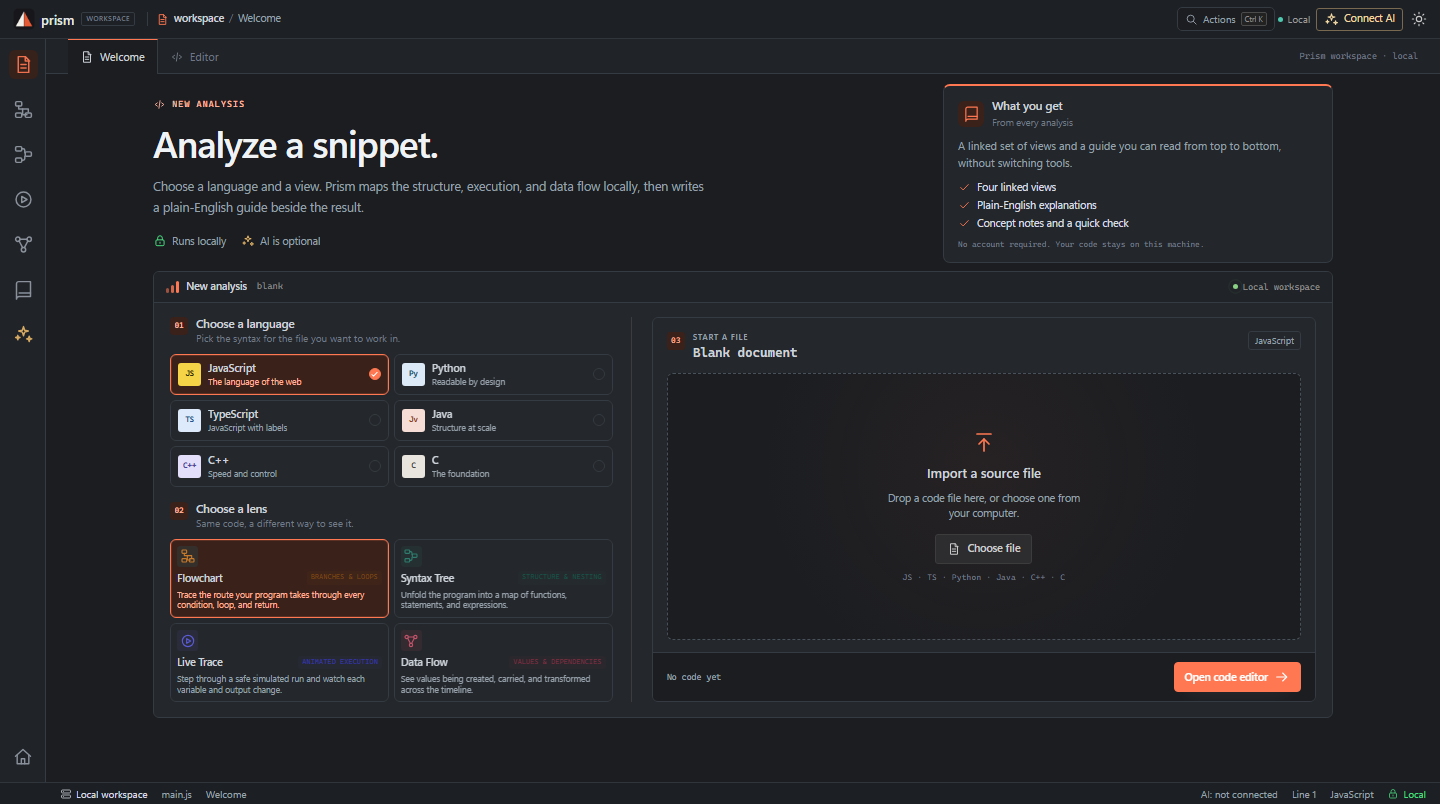 prism WORKSPACE workspace / Welcome Actions Ctrl K Local Connect AI
Welcome Editor Prism workspace · local
NEW ANALYSIS
Analyze a snippet.
Choose a language and a view. Prism maps the structure, execution, and data flow locally, then writes
a plain-English guide beside the result.
Runs locally AI is optional
What you get
From every analysis
A linked set of views and a guide you can read from top to bottom,
without switching tools.
Four linked views
Plain-English explanations
Concept notes and a quick check
No account required. Your code stays on this machine.
New analysis blank Local workspace
01 Choose a language
Pick the syntax for the file you want to work in.
JS JavaScript
The language of the web
Py Python
Readable by design
TS TypeScript
JavaScript with labels
Jv Java
Structure at scale
C++ C++
Speed and control
C C
The foundation
02 Choose a lens
Same code, a different way to see it.
Flowchart BRANCHES & LOOPS
Trace the route your program takes through every
condition, loop, and return.
Syntax Tree STRUCTURE & NESTING
Unfold the program into a map of functions,
statements, and expressions.
Live Trace ANIMATED EXECUTION
Step through a safe simulated run and watch each
variable and output change.
Data Flow VALUES & DEPENDENCIES
See values being created, carried, and transformed
across the timeline.
03 START A FILE
Blank document
JavaScript
Import a source file
Drop a code file here, or choose one from
your computer.
Choose file
JS · TS · Python · Java · C++ · C
No code yet Open code editor
Local workspace main.js Welcome AI: not connected Line 1 JavaScript Local